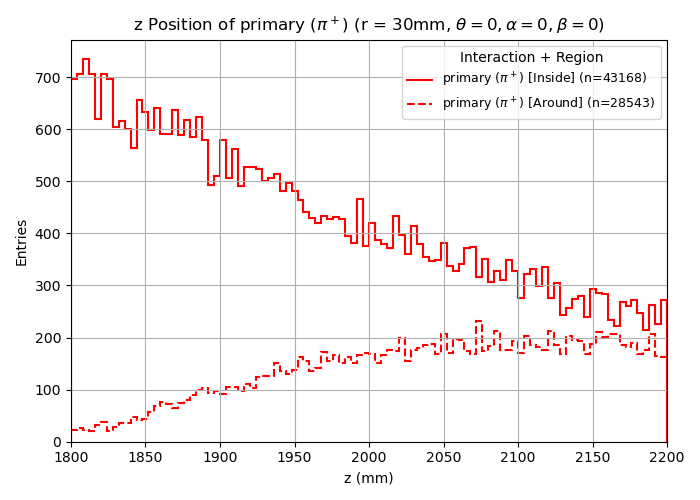 z Position of primary (π⁺) (r = 30mm, θ = 0, α = 0, β = 0)
Interaction + Region
primary (π⁺) [Inside] (n=43168)
primary (π⁺) [Around] (n=28543)
Entries
700
600
500
400
300
200
100
0
1800 1850 1900 1950 2000 2050 2100 2150 2200
z (mm)